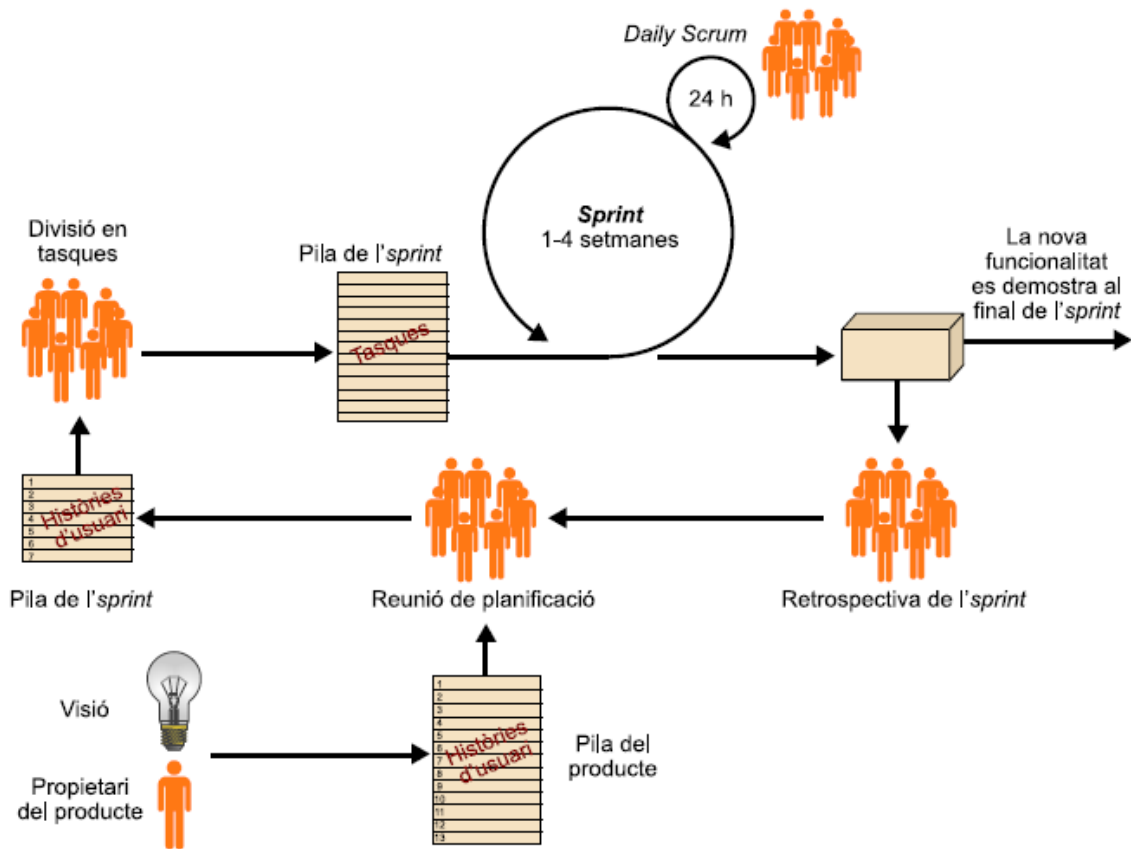 Daily Scrum
24 h
Sprint
1-4 setmanes
Divisió en
tasques
Pila de l'sprint
Tasques
La nova
funcionalitat
es demostra al
final de l'sprint
1
2
3
4
5
6
7
Històries
d'usuari
Pila de l'sprint
Reunió de planificació
Retrospectiva de l'sprint
Visió
Propietari
del producte
1
2
3
4
5
6
7
8
9
10
11
12
13
Històries
d'usuari
Pila del
producte